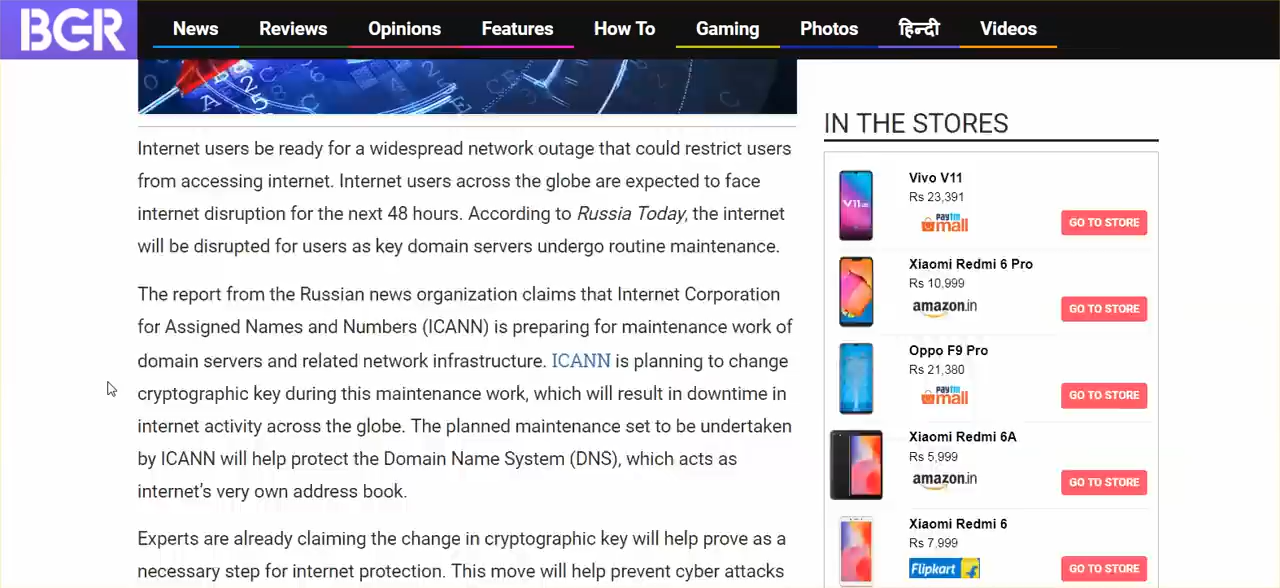 BGR
News Reviews Opinions Features How To Gaming Photos हिन्दी Videos
Internet users be ready for a widespread network outage that could restrict users
from accessing internet. Internet users across the globe are expected to face
internet disruption for the next 48 hours. According to Russia Today, the internet
will be disrupted for users as key domain servers undergo routine maintenance.
The report from the Russian news organization claims that Internet Corporation
for Assigned Names and Numbers (ICANN) is preparing for maintenance work of
domain servers and related network infrastructure. ICANN is planning to change
cryptographic key during this maintenance work, which will result in downtime in
internet activity across the globe. The planned maintenance set to be undertaken
by ICANN will help protect the Domain Name System (DNS), which acts as
internet's very own address book.
Experts are already claiming the change in cryptographic key will help prove as a
necessary step for internet protection. This move will help prevent cyber attacks
IN THE STORES
Vivo V11
Rs 23,391
paytm mall
GO TO STORE
Xiaomi Redmi 6 Pro
Rs 10,999
amazon.in
GO TO STORE
Oppo F9 Pro
Rs 21,380
paytm mall
GO TO STORE
Xiaomi Redmi 6A
Rs 5,999
amazon.in
GO TO STORE
Xiaomi Redmi 6
Rs 7,999
Flipkart
GO TO STORE